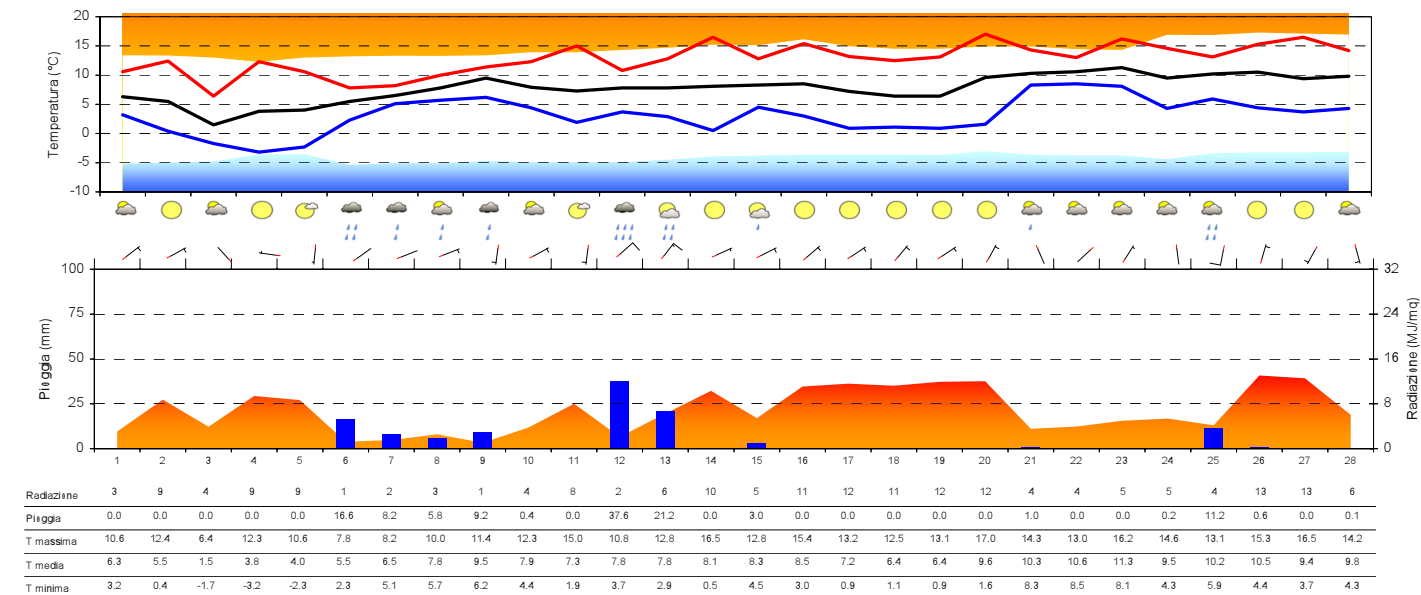 20
15
10
5
0
-5
-10
Temperatura (°C)
100
75
50
25
0
Pioggia (mm)
32
24
16
8
0
Radiazione (MJ/mq)
1 2 3 4 5 6 7 8 9 10 11 12 13 14 15 16 17 18 19 20 21 22 23 24 25 26 27 28
Radiazione 3 9 4 9 9 1 2 3 1 4 8 2 6 10 5 11 12 11 12 12 4 4 5 5 4 13 13 6
Pioggia 0.0 0.0 0.0 0.0 0.0 16.6 8.2 5.8 9.2 0.4 0.0 37.6 21.2 0.0 3.0 0.0 0.0 0.0 0.0 0.0 1.0 0.0 0.0 0.2 11.2 0.6 0.0 0.1
T massima 10.6 12.4 6.4 12.3 10.6 7.8 8.2 10.0 11.4 12.3 15.0 10.8 12.8 16.5 12.8 15.4 13.2 12.5 13.1 17.0 14.3 13.0 16.2 14.6 13.1 15.3 16.5 14.2
T media 6.3 5.5 1.5 3.8 4.0 5.5 6.5 7.8 9.5 7.9 7.3 7.8 7.8 8.1 8.3 8.5 7.2 6.4 6.4 9.6 10.3 10.6 11.3 9.5 10.2 10.5 9.4 9.8
T minima 3.2 0.4 -1.7 -3.2 -2.3 2.3 5.1 5.7 6.2 4.4 1.9 3.7 2.9 0.5 4.5 3.0 0.9 1.1 0.9 1.6 8.3 8.5 8.1 4.3 5.9 4.4 3.7 4.3